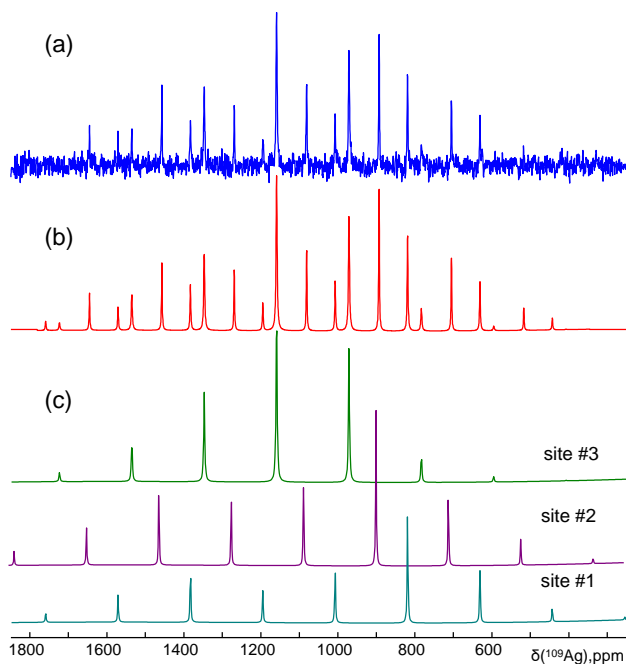 (a)
(b)
(c)
site #3
site #2
site #1
1800 1600 1400 1200 1000 800 600 δ(¹⁰⁹Ag),ppm